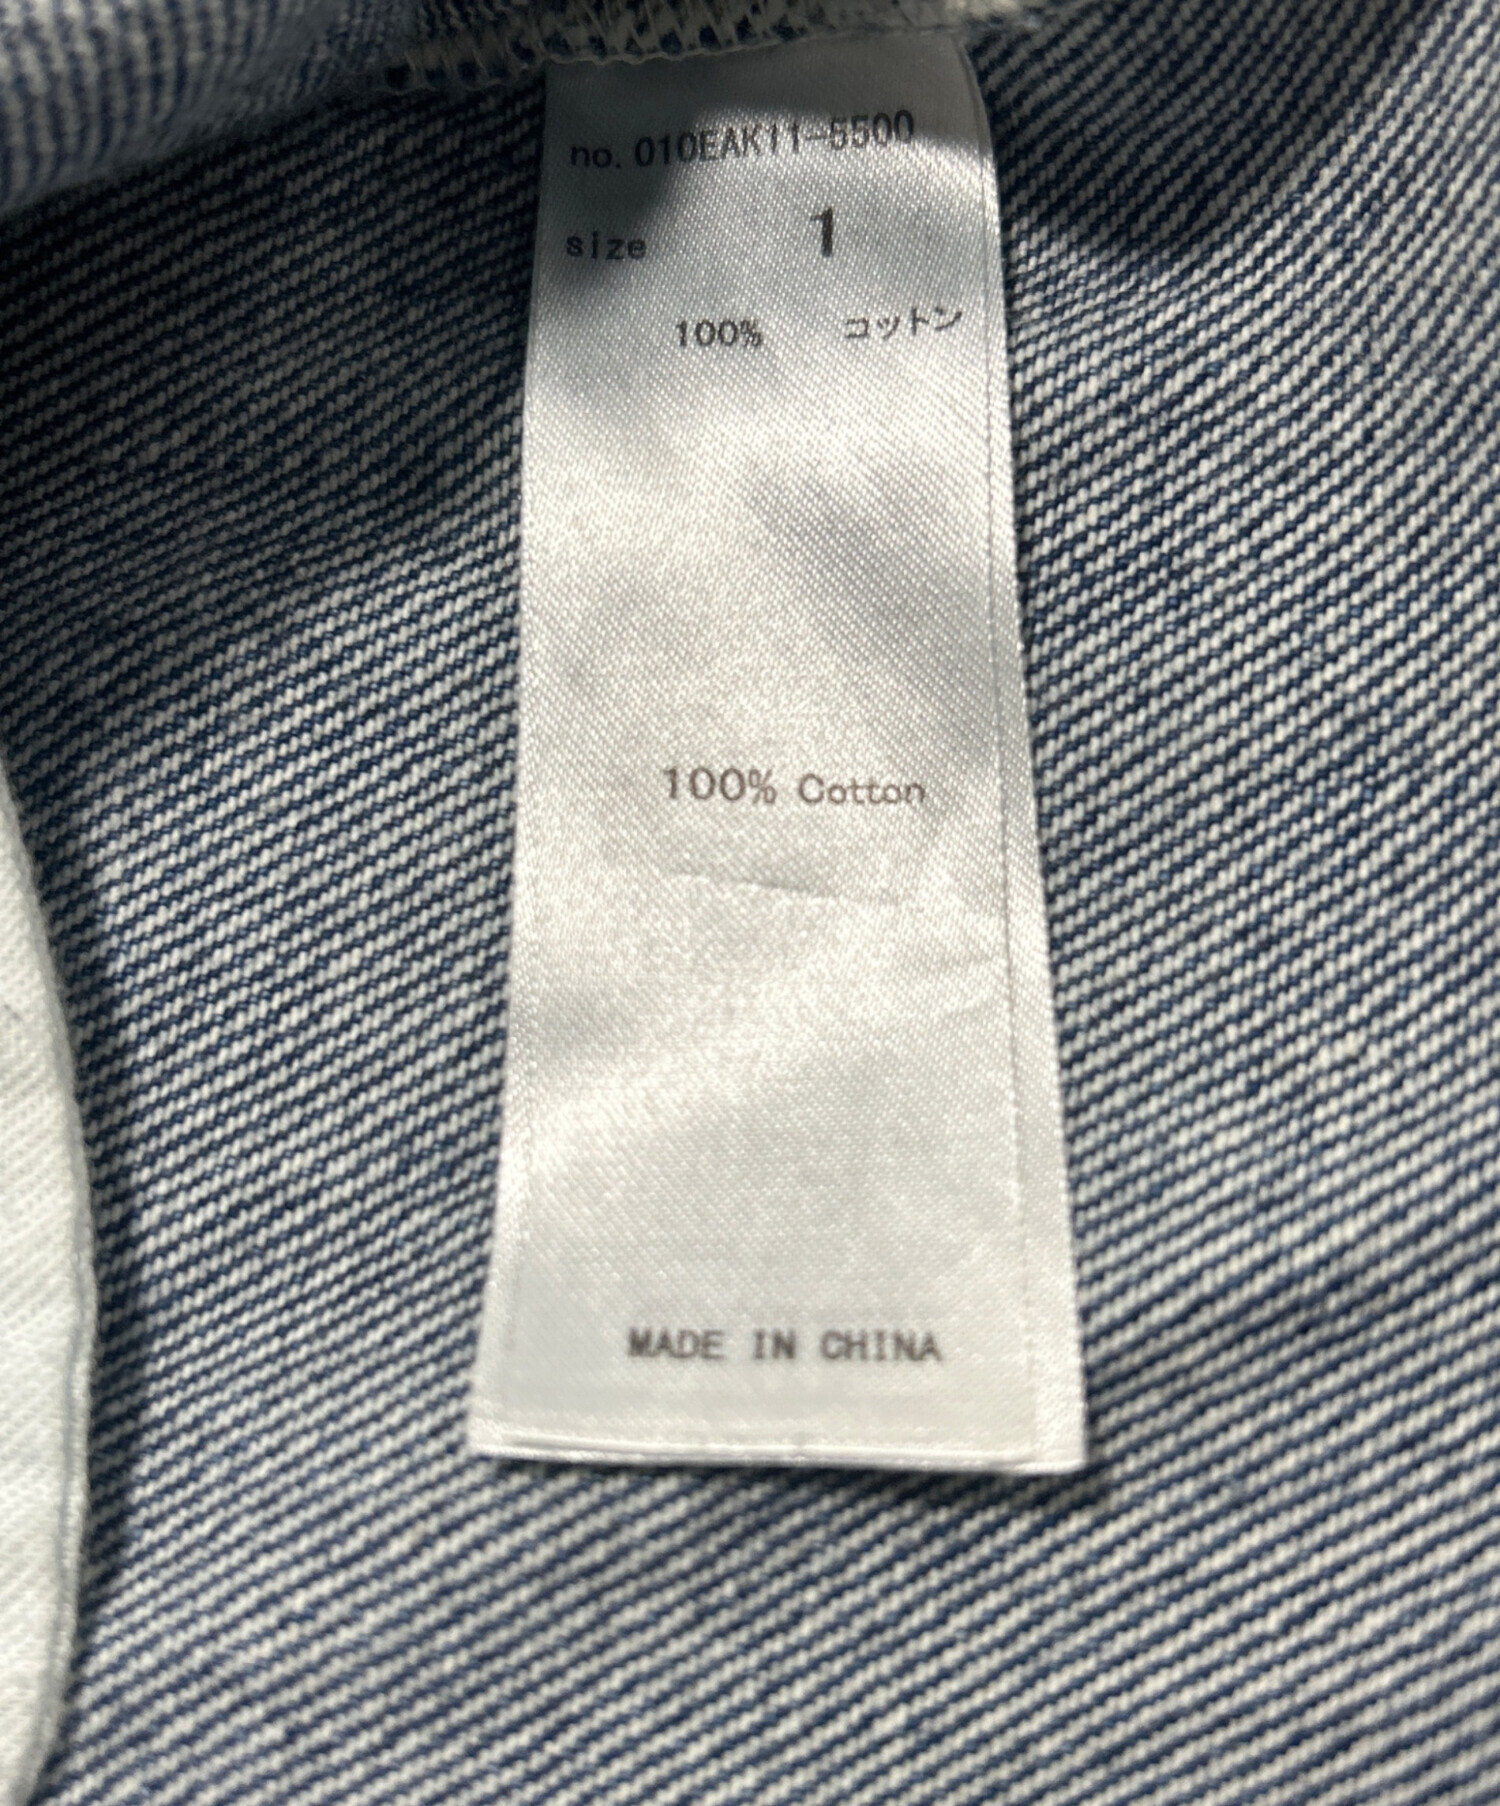 no. 010EAK11-5500
size 1
100% コットン
100% Cotton
MADE IN CHINA